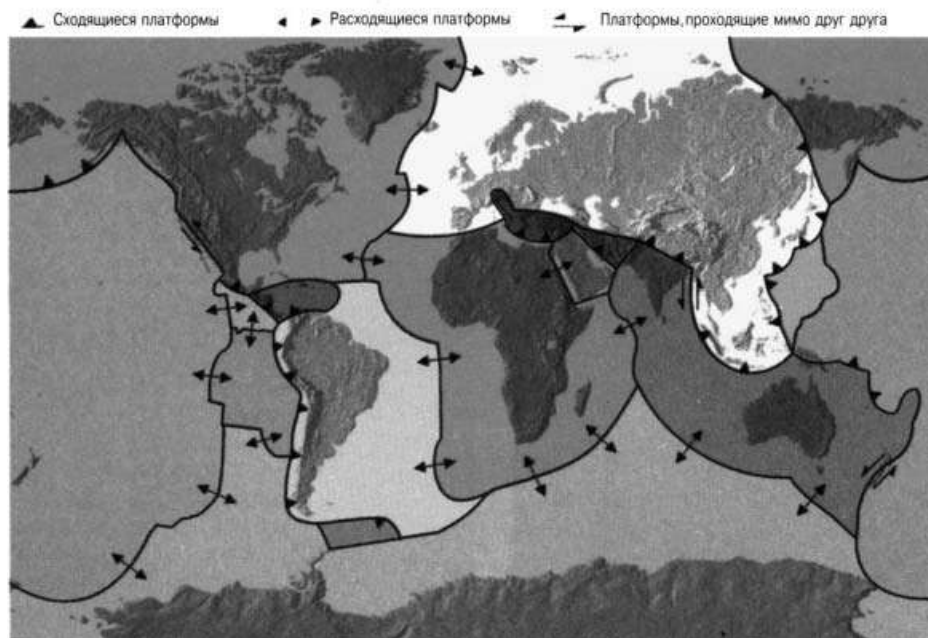 Сходящиеся платформы
Расходящиеся платформы
Платформы, проходящие мимо друг друга